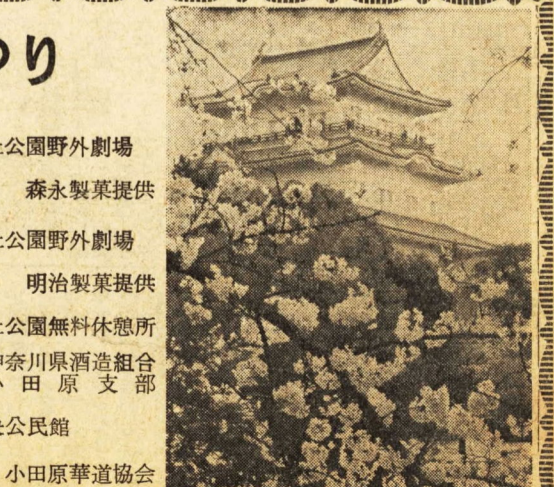 つり
公園野外劇場
森永製菓提供
公園野外劇場
明治製菓提供
公園無料休憩所
神奈川県酒造組合
小田原支部
公民館
小田原華道協会